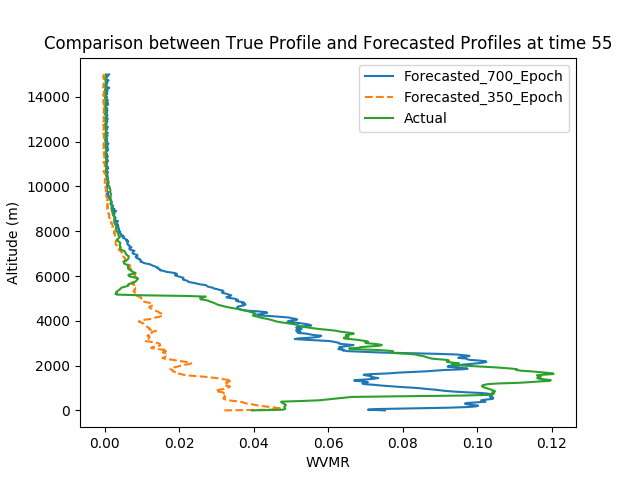 Comparison between True Profile and Forecasted Profiles at time 55
Forecasted_700_Epoch
Forecasted_350_Epoch
Actual
Altitude (m)
14000
12000
10000
8000
6000
4000
2000
0
0.00 0.02 0.04 0.06 0.08 0.10 0.12
WVMR